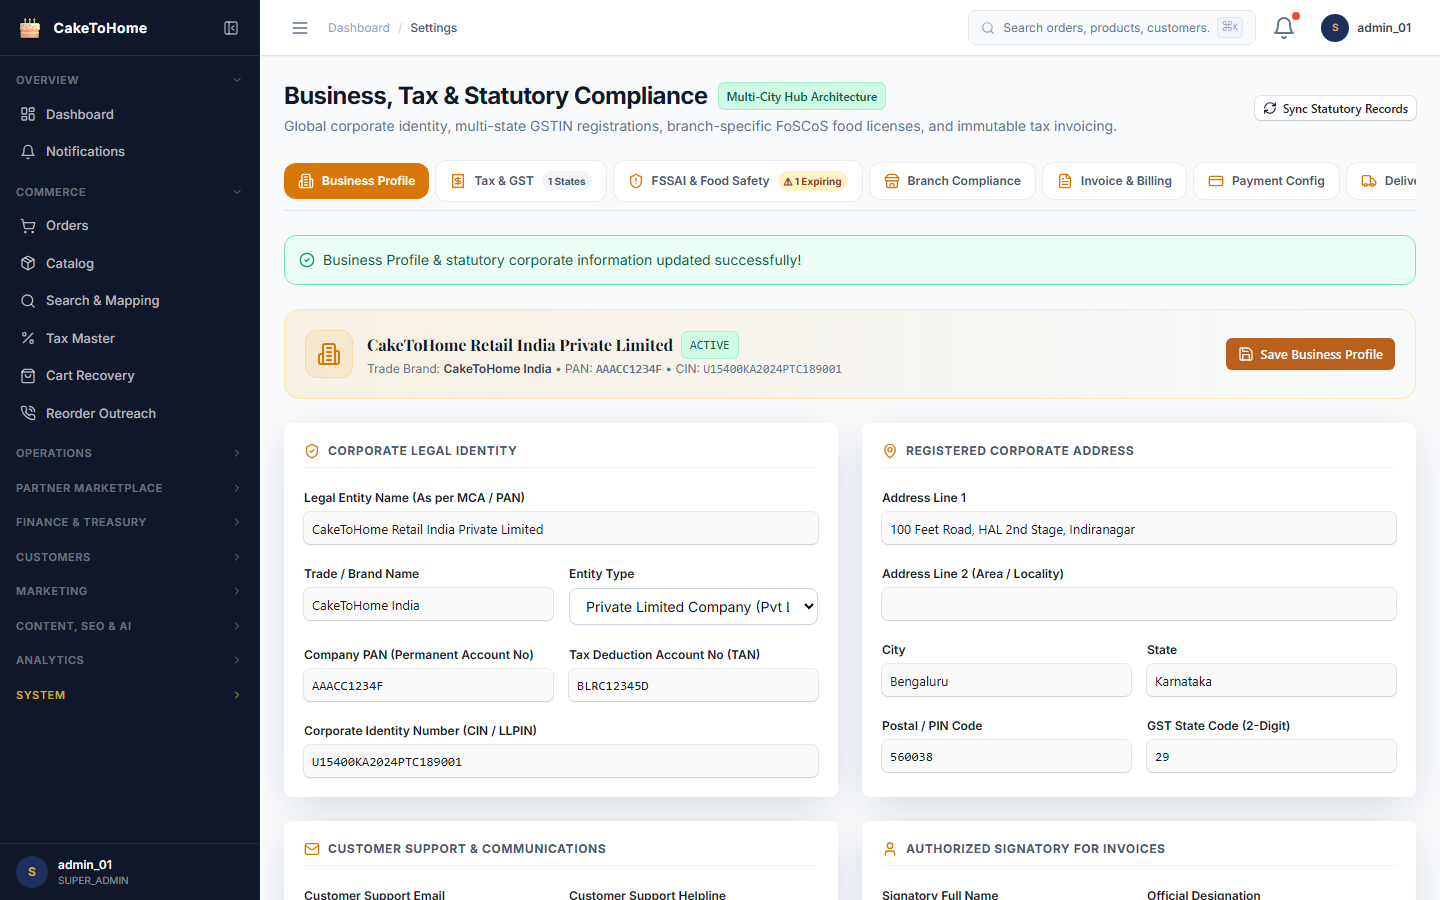 CakeToHome
Dashboard / Settings
Search orders, products, customers. ⌘K
S admin_01
OVERVIEW
Dashboard
Notifications
COMMERCE
Orders
Catalog
Search & Mapping
Tax Master
Cart Recovery
Reorder Outreach
OPERATIONS
PARTNER MARKETPLACE
FINANCE & TREASURY
CUSTOMERS
MARKETING
CONTENT, SEO & AI
ANALYTICS
SYSTEM
S admin_01
SUPER_ADMIN
Business, Tax & Statutory Compliance Multi-City Hub Architecture
Global corporate identity, multi-state GSTIN registrations, branch-specific FoSCoS food licenses, and immutable tax invoicing.
Sync Statutory Records
Business Profile Tax & GST 1 States FSSAI & Food Safety ⚠ 1 Expiring Branch Compliance Invoice & Billing Payment Config Delive
Business Profile & statutory corporate information updated successfully!
CakeToHome Retail India Private Limited ACTIVE
Trade Brand: CakeToHome India • PAN: AAACC1234F • CIN: U15400KA2024PTC189001
Save Business Profile
CORPORATE LEGAL IDENTITY
Legal Entity Name (As per MCA / PAN)
CakeToHome Retail India Private Limited
Trade / Brand Name Entity Type
CakeToHome India Private Limited Company (Pvt L
Company PAN (Permanent Account No) Tax Deduction Account No (TAN)
AAACC1234F BLRC12345D
Corporate Identity Number (CIN / LLPIN)
U15400KA2024PTC189001
REGISTERED CORPORATE ADDRESS
Address Line 1
100 Feet Road, HAL 2nd Stage, Indiranagar
Address Line 2 (Area / Locality)
City State
Bengaluru Karnataka
Postal / PIN Code GST State Code (2-Digit)
560038 29
CUSTOMER SUPPORT & COMMUNICATIONS
Customer Support Email Customer Support Helpline
AUTHORIZED SIGNATORY FOR INVOICES
Signatory Full Name Official Designation